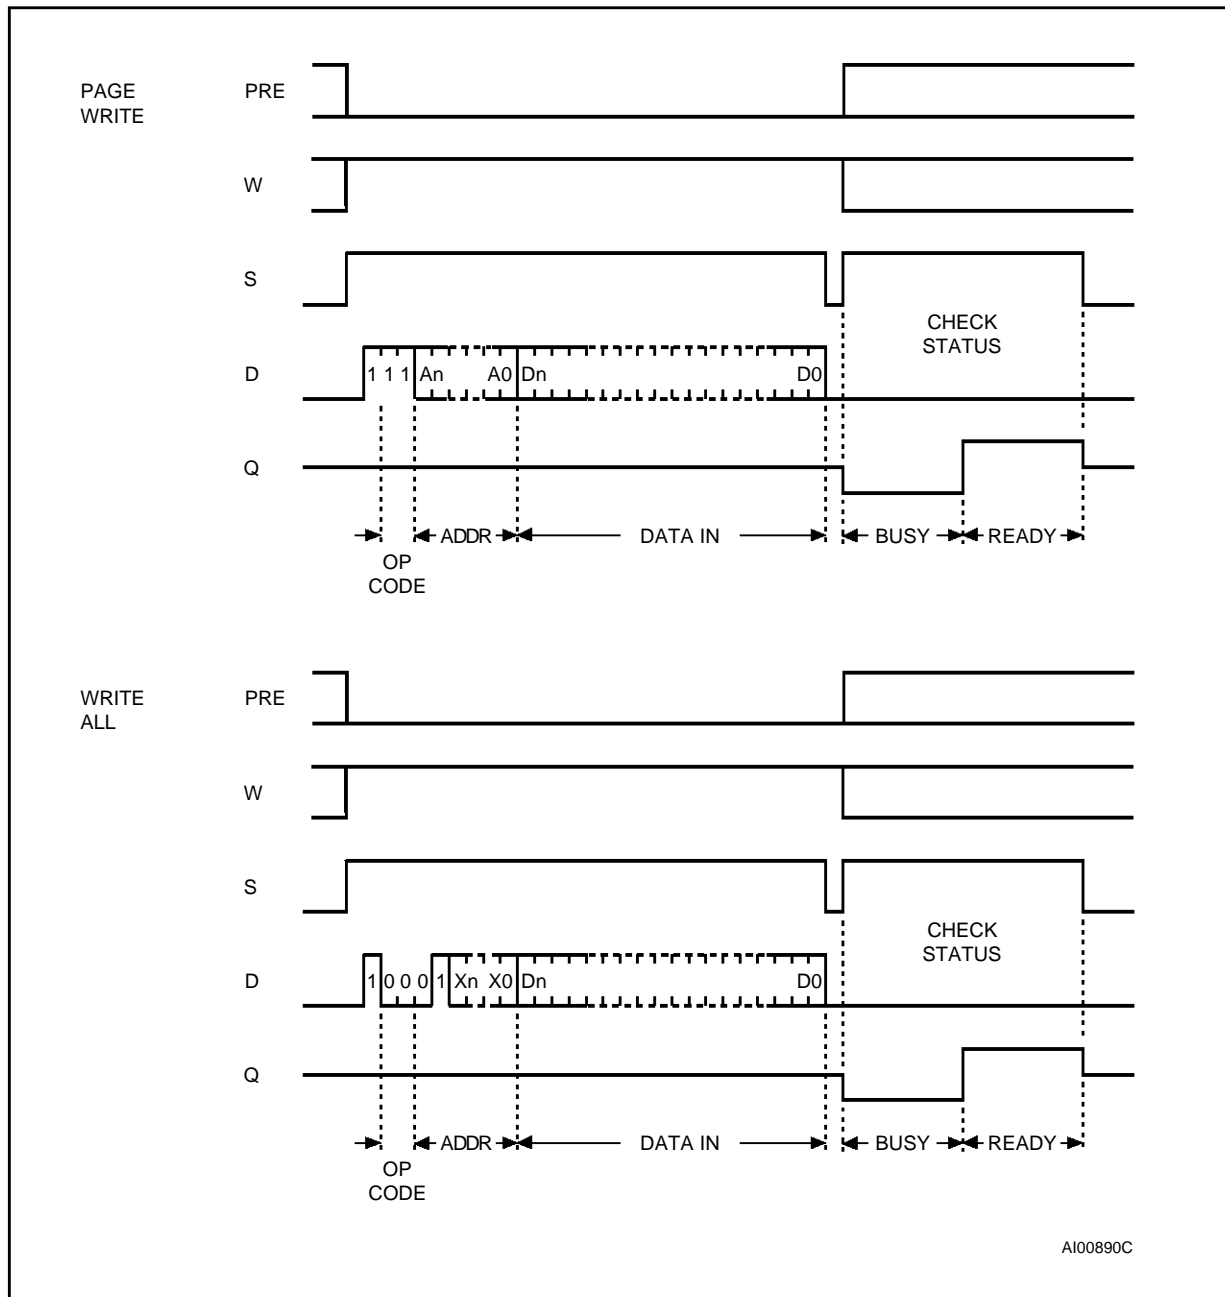 PAGE
WRITE
PRE
W
S
CHECK
STATUS
D
1 1 1 An A0 Dn D0
Q
ADDR DATA IN BUSY READY
OP
CODE
WRITE
ALL
PRE
W
S
CHECK
STATUS
D
1 0 0 0 1 Xn X0 Dn D0
Q
ADDR DATA IN BUSY READY
OP
CODE
AI00890C